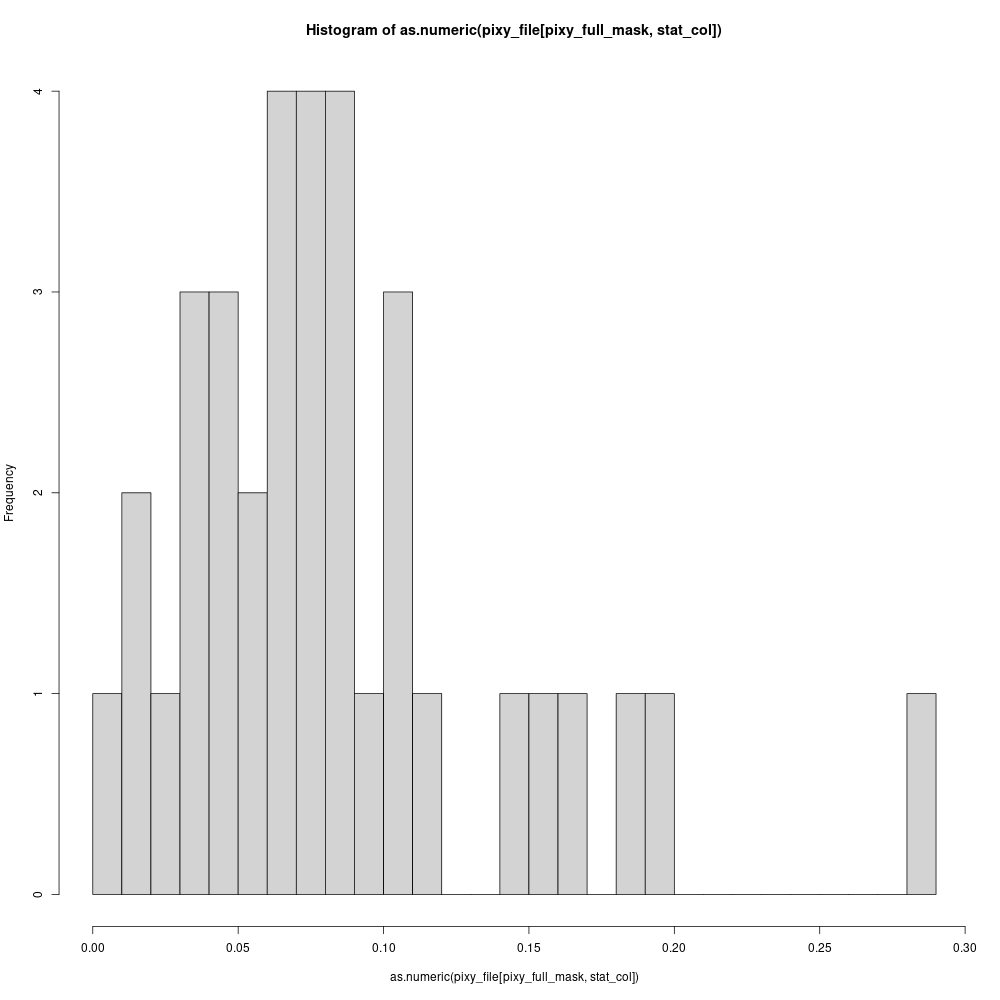 Histogram of as.numeric(pixy_file[pixy_full_mask, stat_col])
4
3
2
1
0
Frequency
0.00 0.05 0.10 0.15 0.20 0.25 0.30
as.numeric(pixy_file[pixy_full_mask, stat_col])